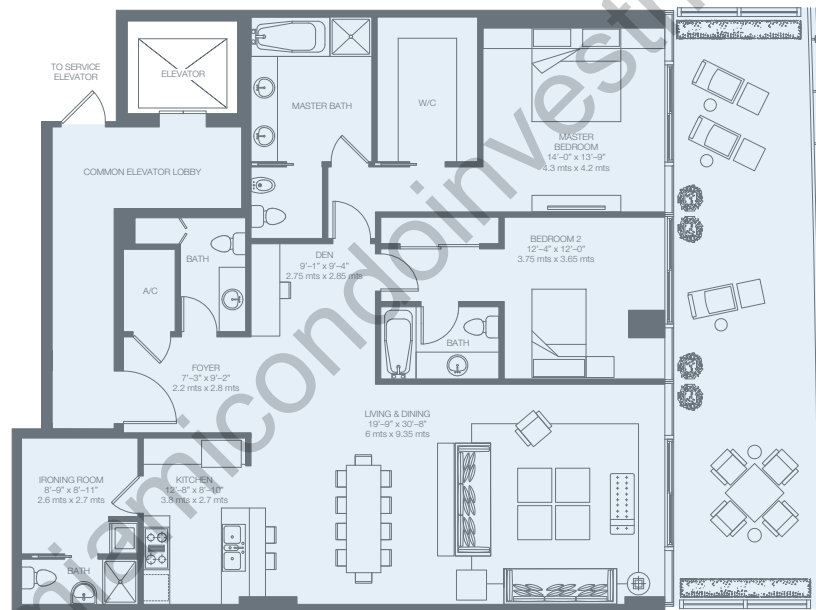 TO SERVICE
ELEVATOR
ELEVATOR
MASTER BATH
W/C
MASTER
BEDROOM
14'-0" x 13'-9"
4.3 mts x 4.2 mts
COMMON ELEVATOR LOBBY
BATH
A/C
DEN
9'-1" x 9'-4"
2.75 mts x 2.85 mts
BEDROOM 2
12'-4" x 12'-0"
3.75 mts x 3.65 mts
BATH
FOYER
7'-3" x 9'-2"
2.2 mts x 2.8 mts
LIVING & DINING
19'-9" x 30'-8"
6 mts x 9.35 mts
IRONING ROOM
8'-9" x 8'-11"
2.6 mts x 2.7 mts
KITCHEN
12'-8" x 8'-10"
3.8 mts x 2.7 mts
BATH
miamicondoinvestm